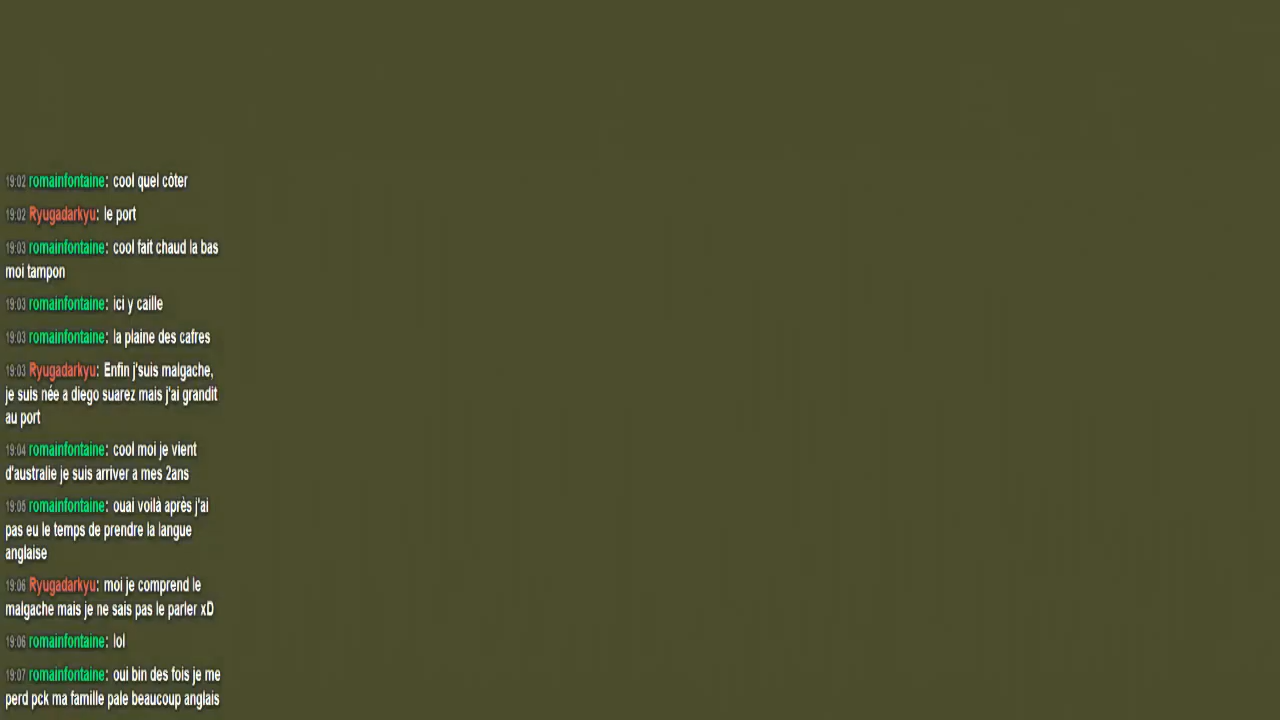 19:02 romainfontaine: cool quel côter
19:02 Ryugadarkyu: le port
19:03 romainfontaine: cool fait chaud la bas
moi tampon
19:03 romainfontaine: ici y caille
19:03 romainfontaine: la plaine des cafres
19:03 Ryugadarkyu: Enfin j'suis malgache,
je suis née a diego suarez mais j'ai grandit
au port
19:04 romainfontaine: cool moi je vient
d'australie je suis arriver a mes 2ans
19:05 romainfontaine: ouai voilà après j'ai
pas eu le temps de prendre la langue
anglaise
19:06 Ryugadarkyu: moi je comprend le
malgache mais je ne sais pas le parler xD
19:06 romainfontaine: lol
19:07 romainfontaine: oui bin des fois je me
perd pck ma famille pale beaucoup anglais